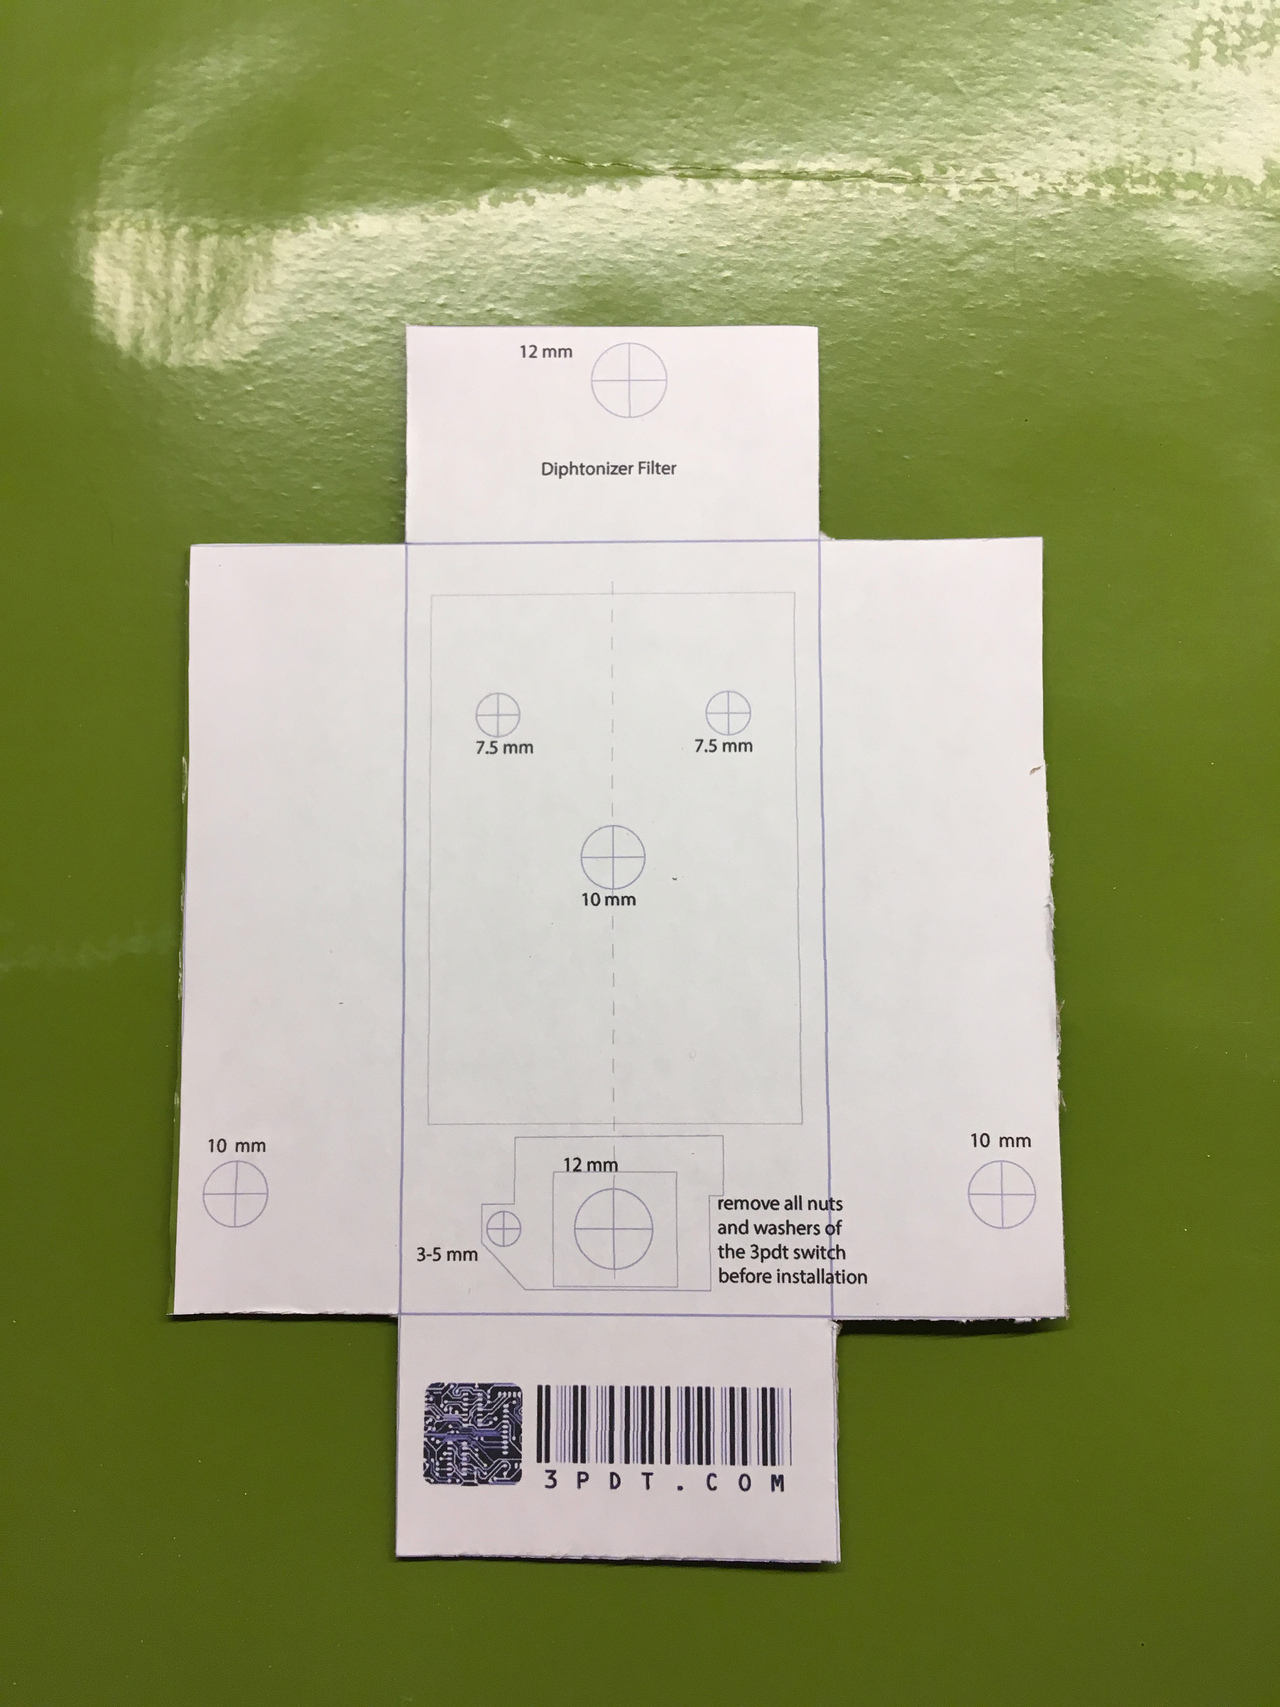 12 mm
Diphtonizer Filter
7.5 mm
7.5 mm
10 mm
10 mm
10 mm
12 mm
3-5 mm
remove all nuts
and washers of
the 3pdt switch
before installation
3PDT.COM